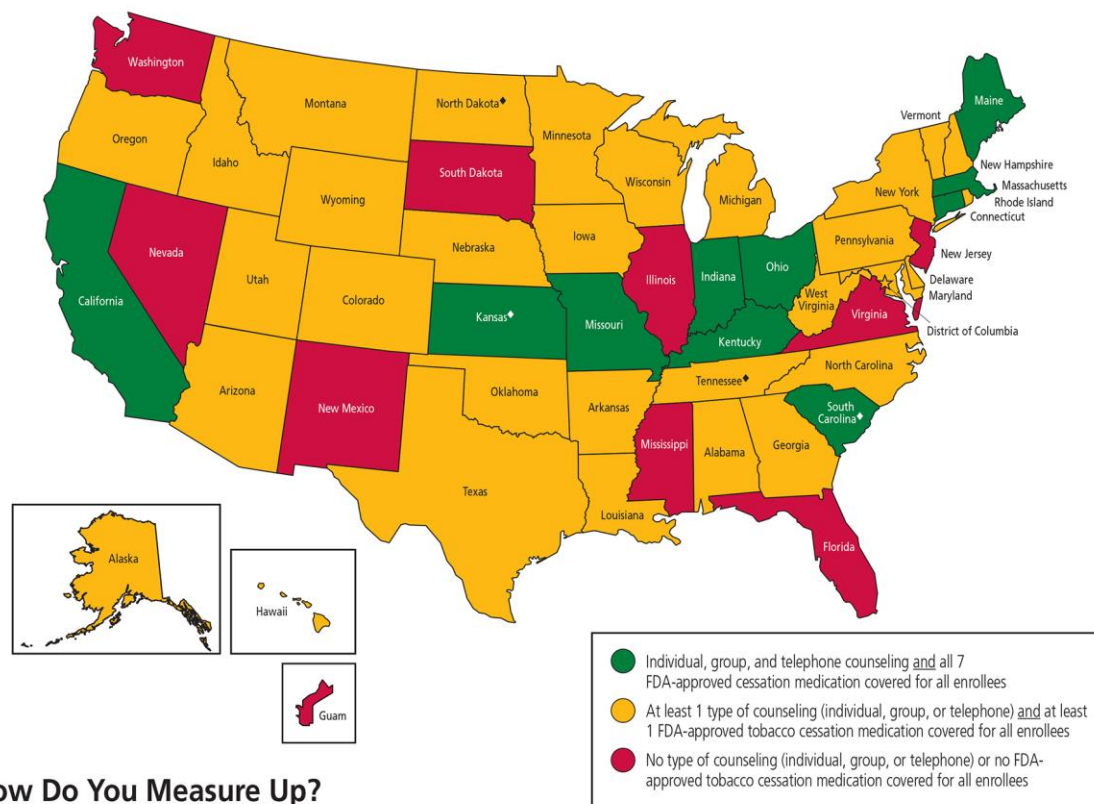 Washington
Montana
North Dakota♦
Minnesota
Vermont
Maine
Oregon
Idaho
South Dakota
Wisconsin
Michigan
New York
New Hampshire
Massachusetts
Rhode Island
Connecticut
Wyoming
Nebraska
Iowa
Pennsylvania
New Jersey
Nevada
Utah
Colorado
Illinois
Indiana
Ohio
West
Virginia
Delaware
Maryland
California
Kansas♦
Missouri
Kentucky
Virginia
District of Columbia
Arizona
New Mexico
Oklahoma
Arkansas
Tennessee♦
North Carolina
South
Carolina♦
Mississippi
Alabama
Georgia
Texas
Louisiana
Florida
Alaska
Hawaii
Guam
Individual, group, and telephone counseling and all 7
FDA-approved cessation medication covered for all enrollees
At least 1 type of counseling (individual, group, or telephone) and at least
1 FDA-approved tobacco cessation medication covered for all enrollees
No type of counseling (individual, group, or telephone) or no FDA-
approved tobacco cessation medication covered for all enrollees
ow Do You Measure Up?